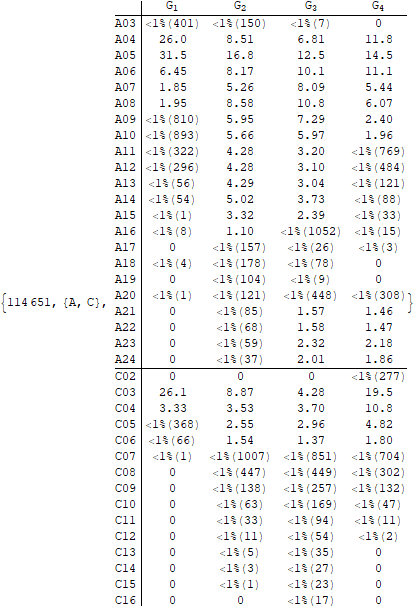 G1 G2 G3 G4
A03 <1%(401) <1%(150) <1%(7) 0
A04 26.0 8.51 6.81 11.8
A05 31.5 16.8 12.5 14.5
A06 6.45 8.17 10.1 11.1
A07 1.85 5.26 8.09 5.44
A08 1.95 8.58 10.8 6.07
A09 <1%(810) 5.95 7.29 2.40
A10 <1%(893) 5.66 5.97 1.96
A11 <1%(322) 4.28 3.20 <1%(769)
A12 <1%(296) 4.28 3.10 <1%(484)
A13 <1%(56) 4.29 3.04 <1%(121)
A14 <1%(54) 5.02 3.73 <1%(88)
A15 <1%(1) 3.32 2.39 <1%(33)
A16 <1%(8) 1.10 <1%(1052) <1%(15)
A17 0 <1%(157) <1%(26) <1%(3)
A18 <1%(4) <1%(178) <1%(78) 0
A19 0 <1%(104) <1%(9) 0
{114651, {A, C}, A20 <1%(1) <1%(121) <1%(448) <1%(308) }
A21 0 <1%(85) 1.57 1.46
A22 0 <1%(68) 1.58 1.47
A23 0 <1%(59) 2.32 2.18
A24 0 <1%(37) 2.01 1.86
C02 0 0 0 <1%(277)
C03 26.1 8.87 4.28 19.5
C04 3.33 3.53 3.70 10.8
C05 <1%(368) 2.55 2.96 4.82
C06 <1%(66) 1.54 1.37 1.80
C07 <1%(1) <1%(1007) <1%(851) <1%(704)
C08 0 <1%(447) <1%(449) <1%(302)
C09 0 <1%(138) <1%(257) <1%(132)
C10 0 <1%(63) <1%(169) <1%(47)
C11 0 <1%(33) <1%(94) <1%(11)
C12 0 <1%(11) <1%(54) <1%(2)
C13 0 <1%(5) <1%(35) 0
C14 0 <1%(3) <1%(27) 0
C15 0 <1%(1) <1%(23) 0
C16 0 0 <1%(17) 0